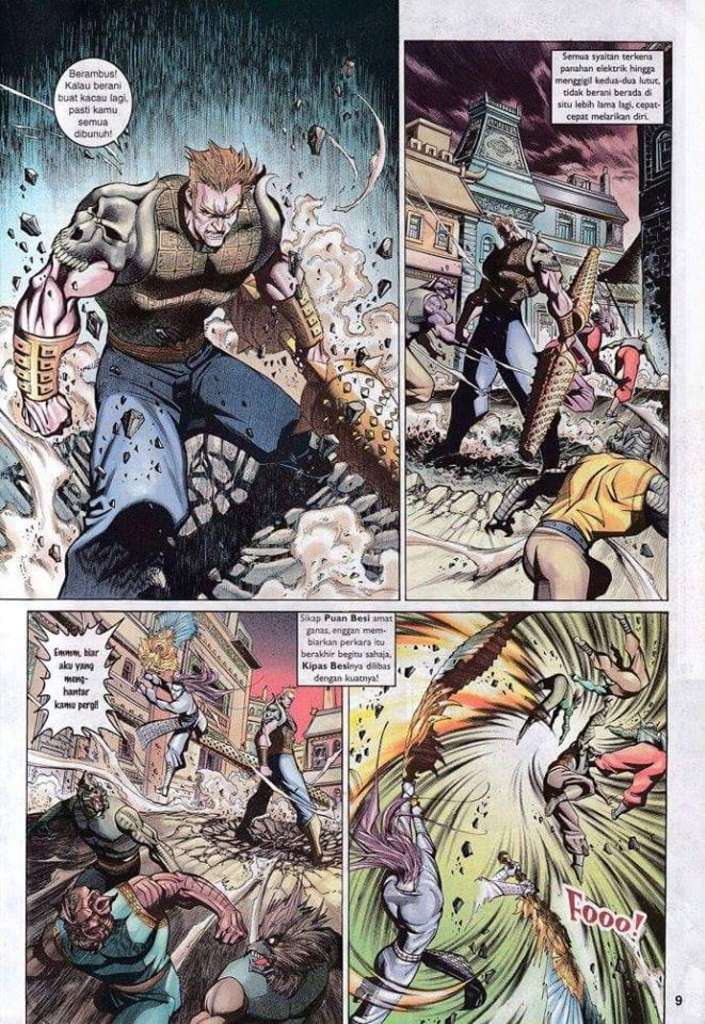 Berambus!
Kalau berani
buat kacau lagi,
pasti kamu
semua
dibunuh!
Semua syaitan terkena
panahan elektrik hingga
menggigil kedua-dua lutut,
tidak berani berada di
situ lebih lama lagi, cepat-
cepat melarikan diri.
Emmm, biar
aku yang
meng-
hantar
kamu pergi!
Sikap Puan Besi amat
ganas, enggan mem-
biarkan perkara itu
berakhir begitu sahaja,
Kipas Besinya dilibas
dengan kuatnya!
Fooo!
9